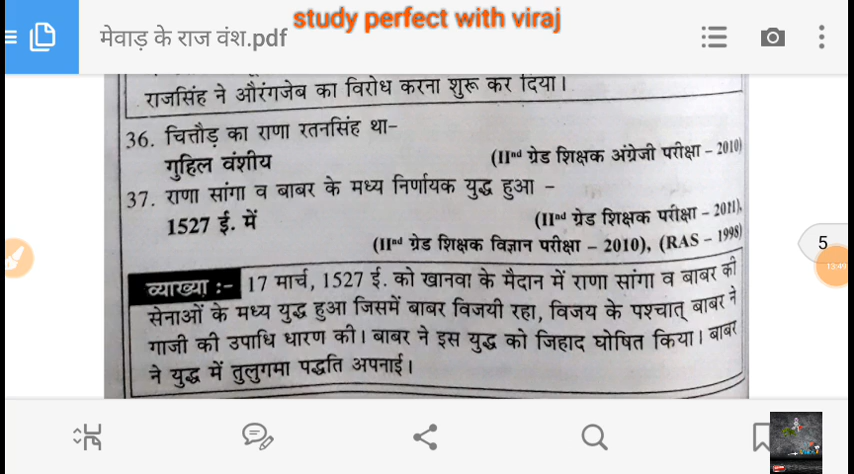 study perfect with viraj
मेवाड़ के राज वंश.pdf
राजसिंह ने औरंगजेब का विरोध करना शुरू कर दिया।
36. चित्तौड़ का राणा रतनसिंह था–
गुहिल वंशीय
(IInd ग्रेड शिक्षक अंग्रेजी परीक्षा – 2010)
37. राणा सांगा व बाबर के मध्य निर्णायक युद्ध हुआ –
1527 ई. में
(IInd ग्रेड शिक्षक परीक्षा – 2011),
(IInd ग्रेड शिक्षक विज्ञान परीक्षा – 2010), (RAS – 1998)
5
13:49
व्याख्या :– 17 मार्च, 1527 ई. को खानवा के मैदान में राणा सांगा व बाबर की
सेनाओं के मध्य युद्ध हुआ जिसमें बाबर विजयी रहा, विजय के पश्चात् बाबर ने
गाजी की उपाधि धारण की। बाबर ने इस युद्ध को जिहाद घोषित किया। बाबर
ने युद्ध में तुलुगमा पद्धति अपनाई।